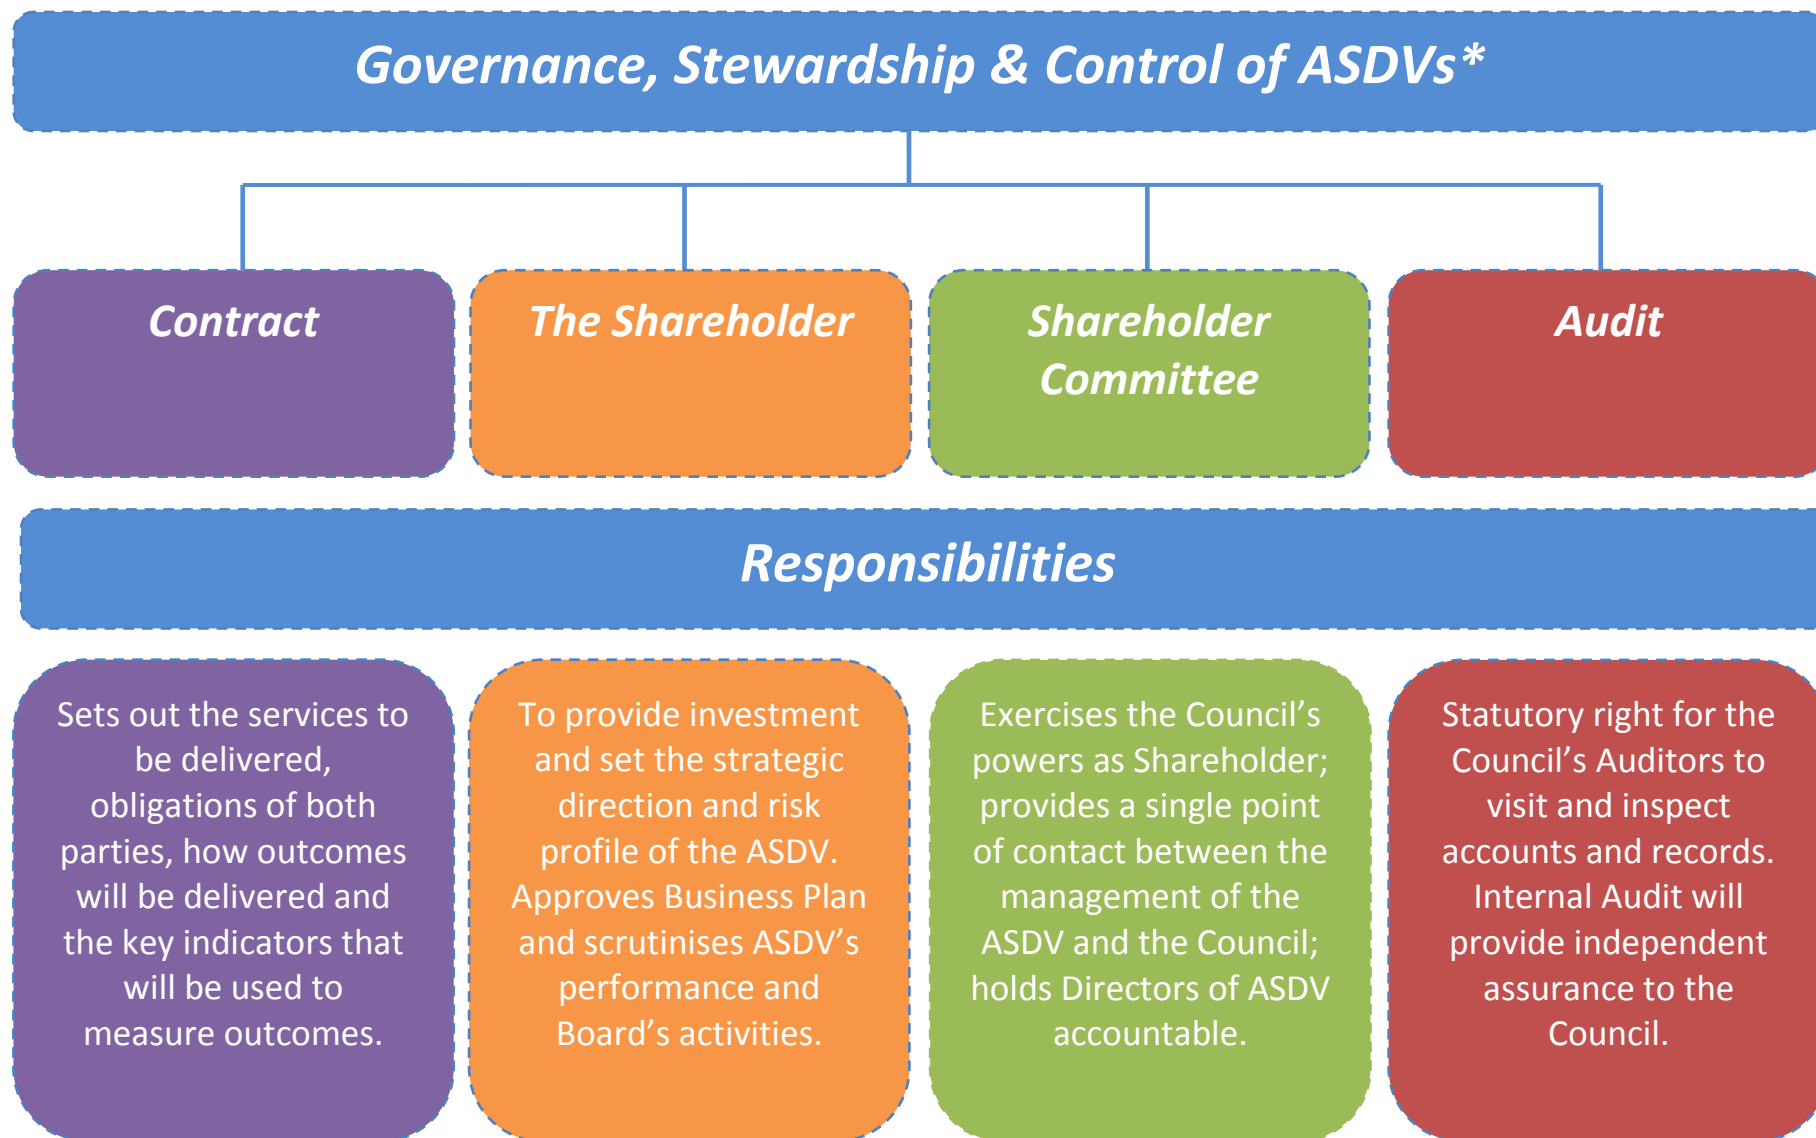 Governance, Stewardship & Control of ASDVs*
Contract
The Shareholder
Shareholder
Committee
Audit
Responsibilities
Sets out the services to
be delivered,
obligations of both
parties, how outcomes
will be delivered and
the key indicators that
will be used to
measure outcomes.
To provide investment
and set the strategic
direction and risk
profile of the ASDV.
Approves Business Plan
and scrutinises ASDV’s
performance and
Board’s activities.
Exercises the Council’s
powers as Shareholder;
provides a single point
of contact between the
management of the
ASDV and the Council;
holds Directors of ASDV
accountable.
Statutory right for the
Council’s Auditors to
visit and inspect
accounts and records.
Internal Audit will
provide independent
assurance to the
Council.